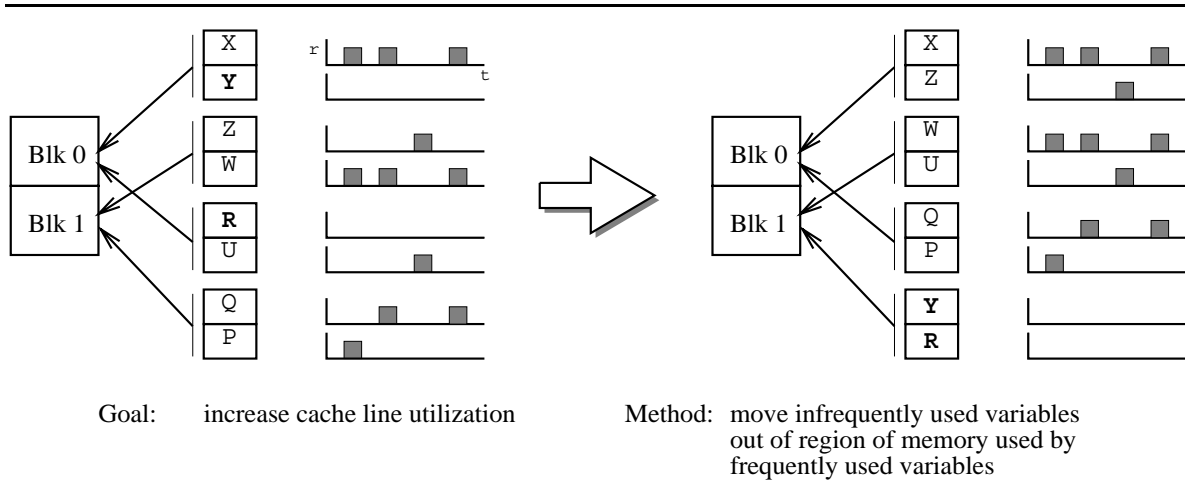 X
r
t
Y
Z
Blk 0
W
Blk 1
R
U
Q
P
X
Z
W
Blk 0
U
Blk 1
Q
P
Y
R
Goal: increase cache line utilization
Method: move infrequently used variables
out of region of memory used by
frequently used variables